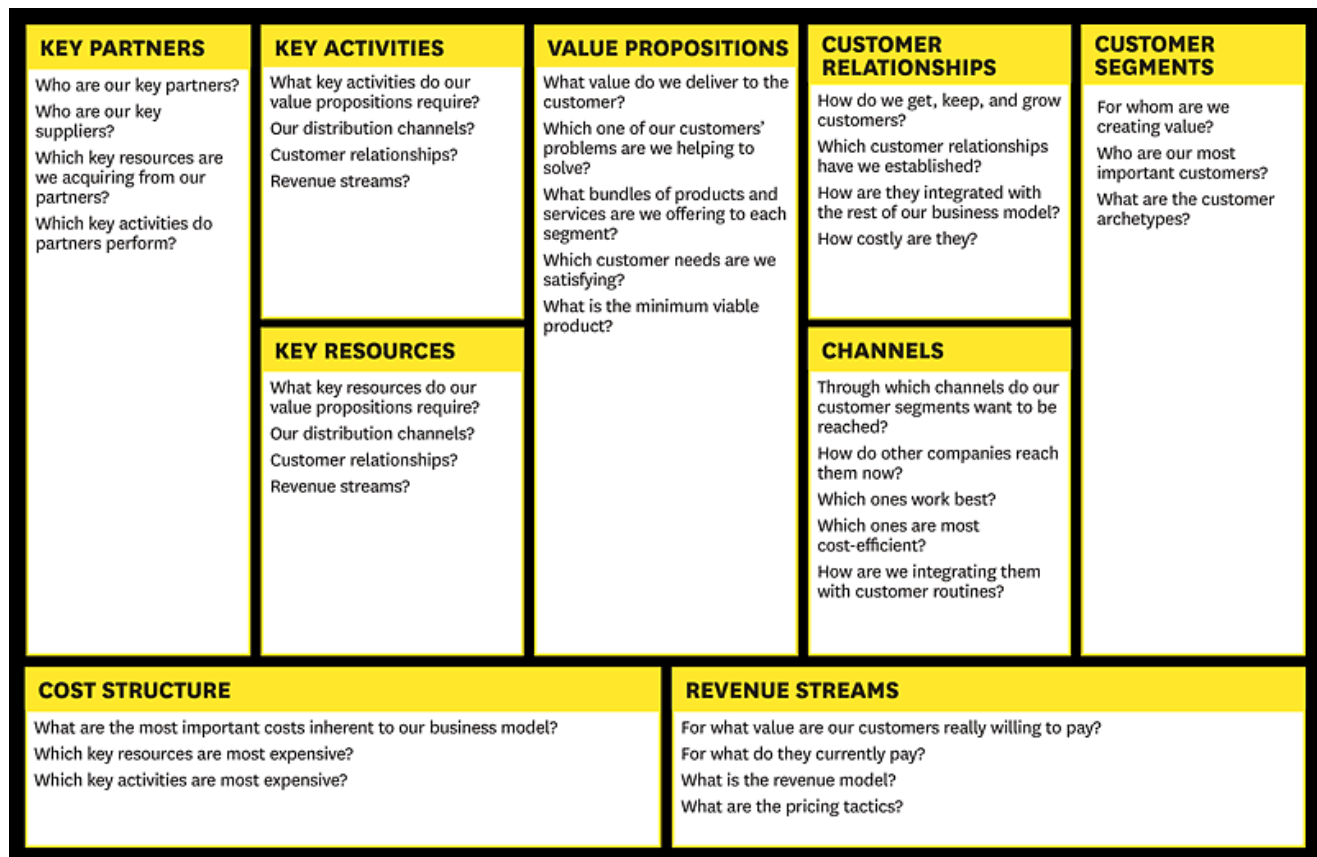 KEY PARTNERS
Who are our key partners?
Who are our key
suppliers?
Which key resources are
we acquiring from our
partners?
Which key activities do
partners perform?
KEY ACTIVITIES
What key activities do our
value propositions require?
Our distribution channels?
Customer relationships?
Revenue streams?
KEY RESOURCES
What key resources do our
value propositions require?
Our distribution channels?
Customer relationships?
Revenue streams?
VALUE PROPOSITIONS
What value do we deliver to the
customer?
Which one of our customers’
problems are we helping to
solve?
What bundles of products and
services are we offering to each
segment?
Which customer needs are we
satisfying?
What is the minimum viable
product?
CUSTOMER
RELATIONSHIPS
How do we get, keep, and grow
customers?
Which customer relationships
have we established?
How are they integrated with
the rest of our business model?
How costly are they?
CHANNELS
Through which channels do our
customer segments want to be
reached?
How do other companies reach
them now?
Which ones work best?
Which ones are most
cost-efficient?
How are we integrating them
with customer routines?
CUSTOMER
SEGMENTS
For whom are we
creating value?
Who are our most
important customers?
What are the customer
archetypes?
COST STRUCTURE
What are the most important costs inherent to our business model?
Which key resources are most expensive?
Which key activities are most expensive?
REVENUE STREAMS
For what value are our customers really willing to pay?
For what do they currently pay?
What is the revenue model?
What are the pricing tactics?